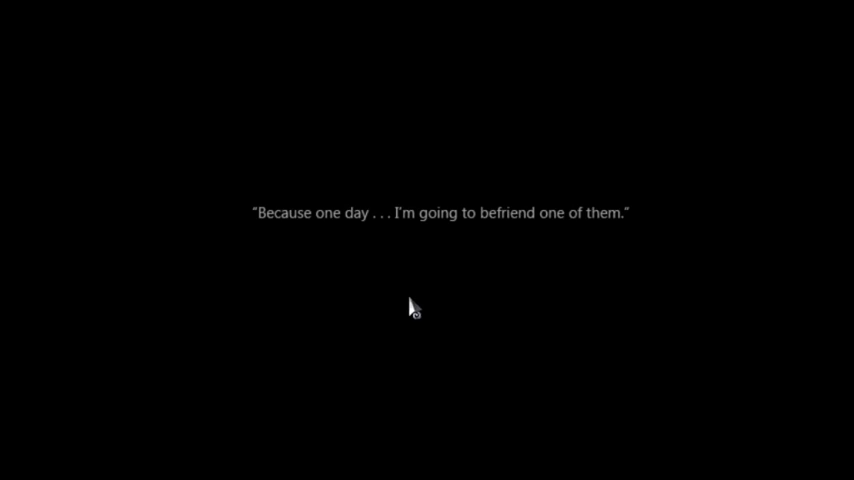 “Because one day . . . I'm going to befriend one of them.”